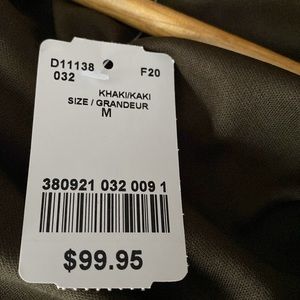 D11138 F20
032
KHAKI/KAKI
SIZE / GRANDEUR
M
380921 032 009 1
$99.95